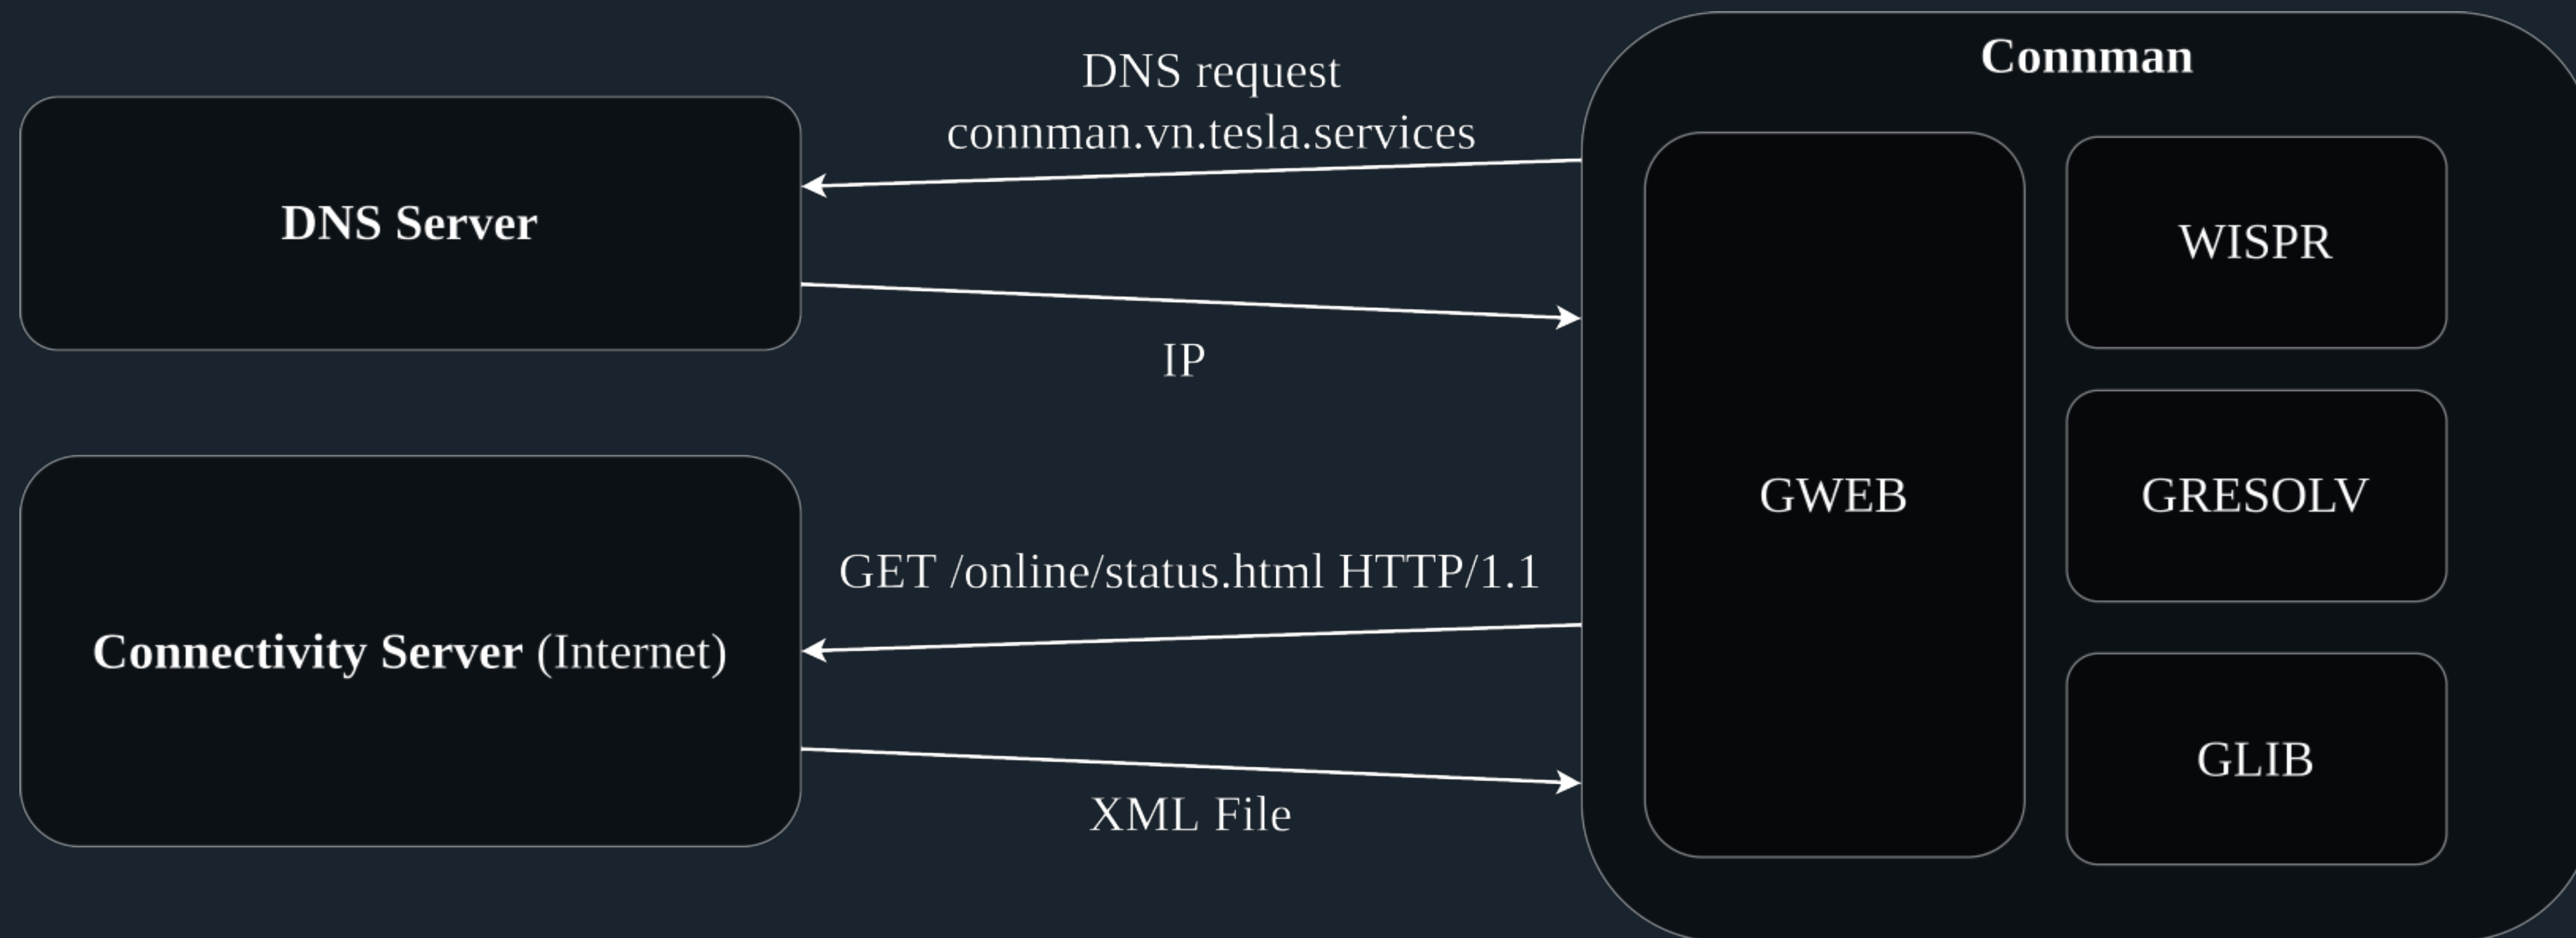 DNS Server
DNS request
connman.vn.tesla.services
IP
Connectivity Server (Internet)
GET /online/status.html HTTP/1.1
XML File
Connman
GWEB
WISPR
GRESOLV
GLIB